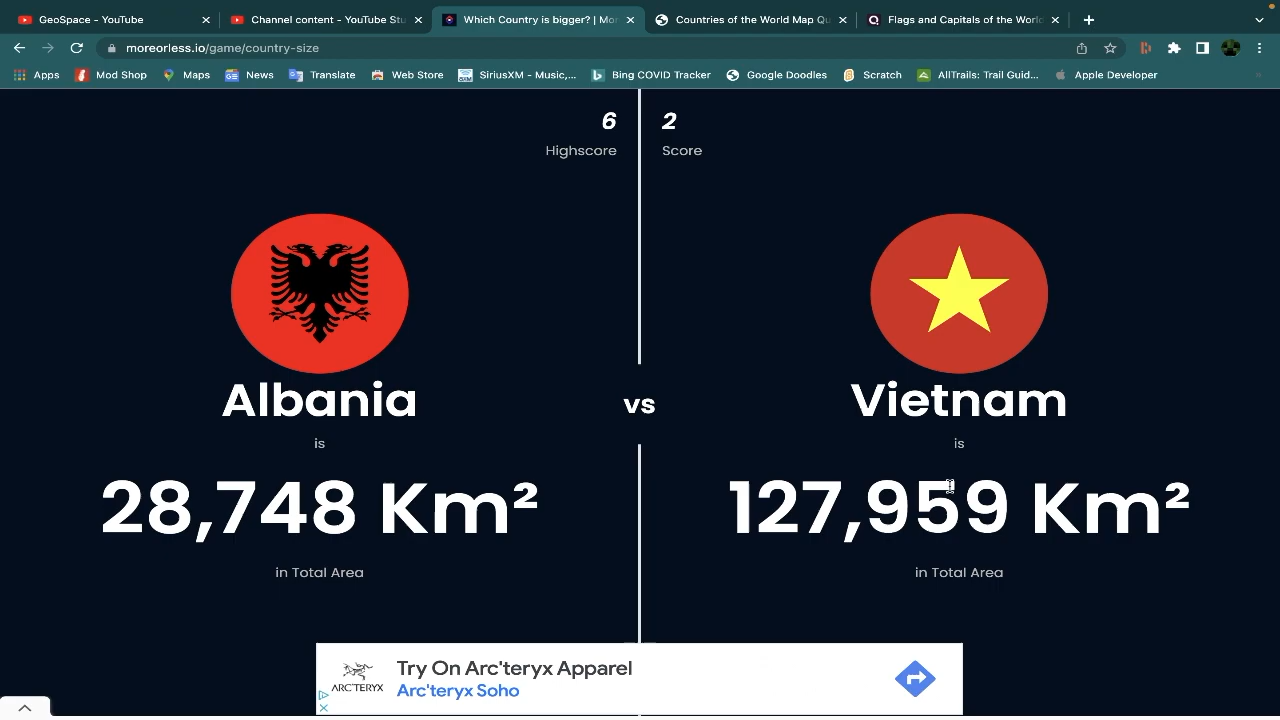 GeoSpace - YouTube
Channel content - YouTube Stu
Which Country is bigger? | Mor
Countries of the World Map Qu
Flags and Capitals of the World
moreorless.io/game/country-size
Apps
Mod Shop
Maps
News
Translate
Web Store
SiriusXM - Music,...
Bing COVID Tracker
Google Doodles
Scratch
AllTrails: Trail Guid...
Apple Developer
6
Highscore
2
Score
Albania
is
28,748 Km²
in Total Area
vs
Vietnam
is
127,959 Km²
in Total Area
ARC'TERYX
Try On Arc'teryx Apparel
Arc'teryx Soho